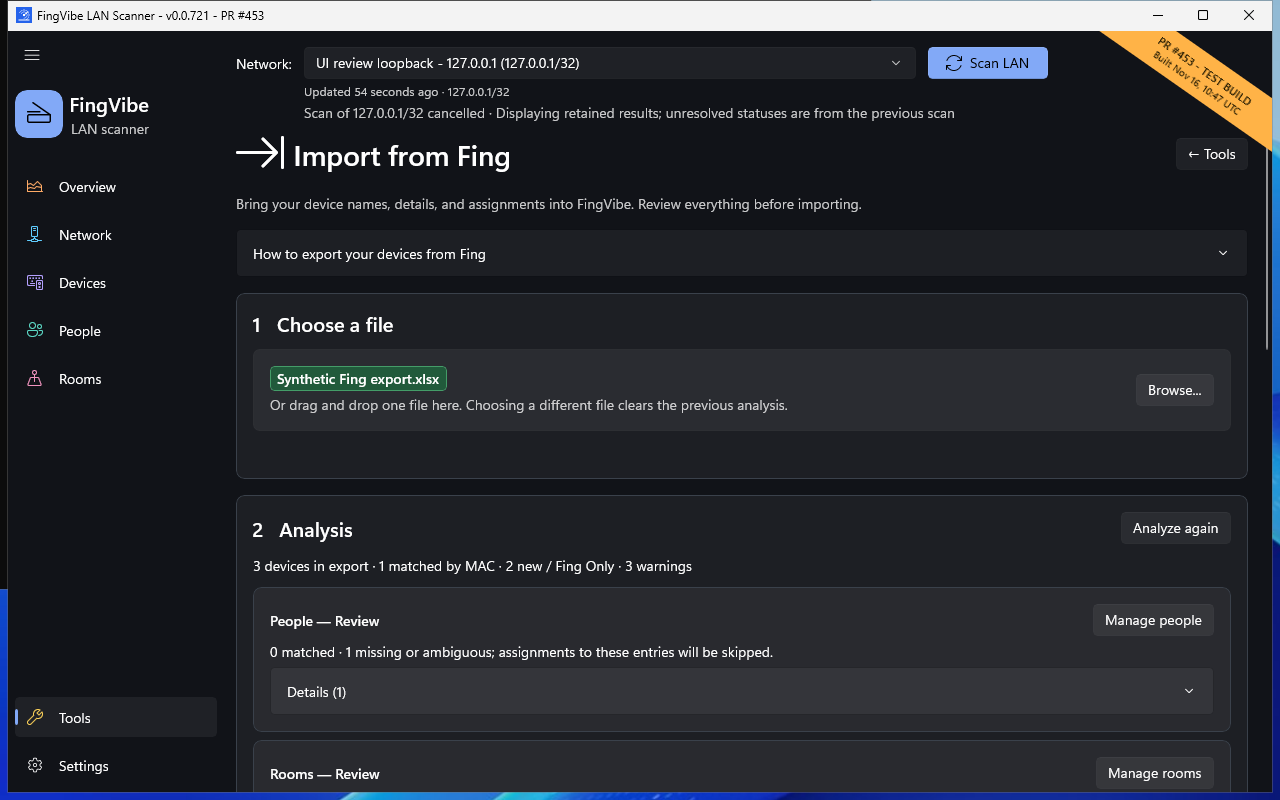 FingVibe LAN Scanner - v0.0.721 - PR #453
Network:
UI review loopback - 127.0.0.1 (127.0.0.1/32)
Scan LAN
PR #453 - TEST BUILD
Built Nov 16, 10:47 UTC
Updated 54 seconds ago · 127.0.0.1/32
Scan of 127.0.0.1/32 cancelled · Displaying retained results; unresolved statuses are from the previous scan
FingVibe
LAN scanner
Overview
Network
Devices
People
Rooms
Tools
Settings
Import from Fing
← Tools
Bring your device names, details, and assignments into FingVibe. Review everything before importing.
How to export your devices from Fing
1 Choose a file
Synthetic Fing export.xlsx
Or drag and drop one file here. Choosing a different file clears the previous analysis.
Browse...
2 Analysis
Analyze again
3 devices in export · 1 matched by MAC · 2 new / Fing Only · 3 warnings
People — Review
Manage people
0 matched · 1 missing or ambiguous; assignments to these entries will be skipped.
Details (1)
Rooms — Review
Manage rooms